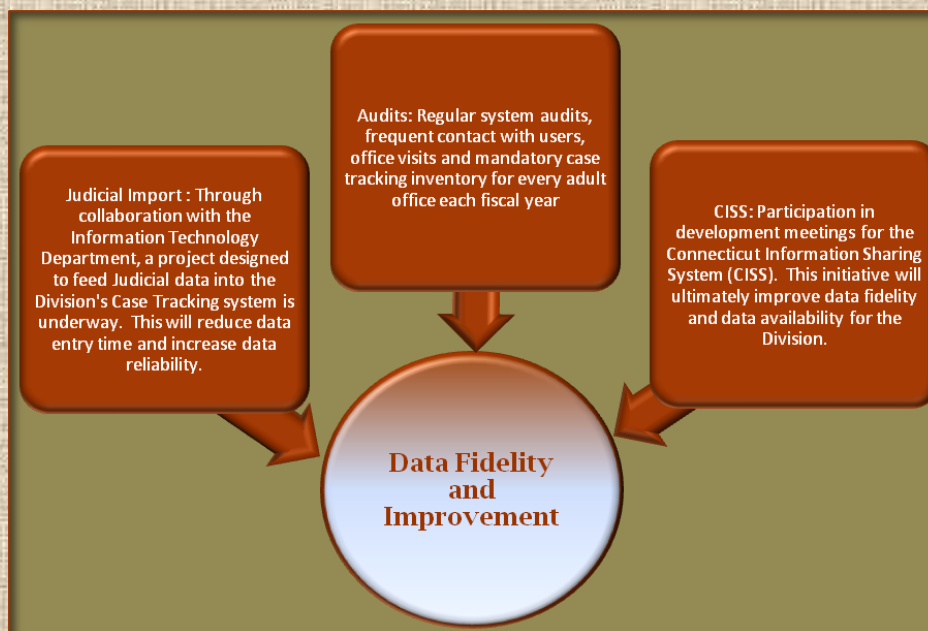 Judicial Import : Through
collaboration with the
Information Technology
Department, a project designed
to feed Judicial data into the
Division's Case Tracking system is
underway.  This will reduce data
entry time and increase data
reliability.
Audits: Regular system audits,
frequent contact with users,
office visits and mandatory case
tracking inventory for every adult
office each fiscal year
CISS: Participation in
development meetings for the
Connecticut Information Sharing
System (CISS).  This initiative will
ultimately improve data fidelity
and data availability for the
Division.
Data Fidelity
and
Improvement